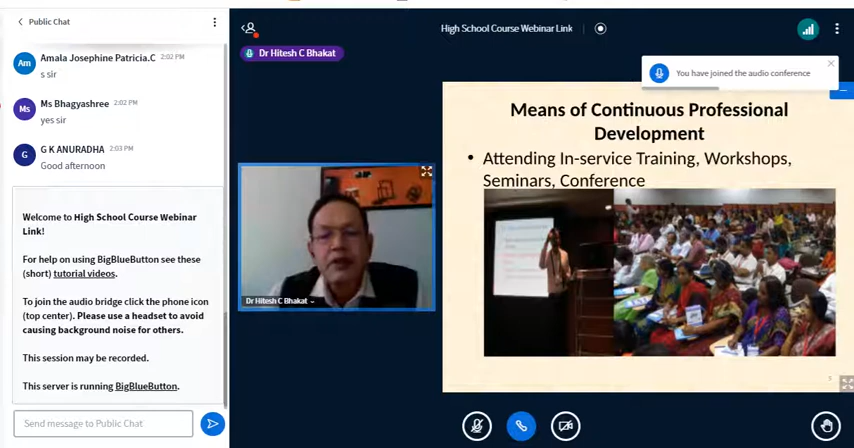 Public Chat
Am
Amala Josephine Patricia.C 2:02 PM
s sir
Ms
Ms Bhagyashree 2:02 PM
yes sir
G
G K ANURADHA 2:03 PM
Good afternoon
Welcome to High School Course Webinar
Link!
For help on using BigBlueButton see these
(short) tutorial videos.
To join the audio bridge click the phone icon
(top center). Please use a headset to avoid
causing background noise for others.
This session may be recorded.
This server is running BigBlueButton.
Send message to Public Chat
High School Course Webinar Link
Dr Hitesh C Bhakat
You have joined the audio conference
Dr Hitesh C Bhakat
Means of Continuous Professional
Development
• Attending In-service Training, Workshops,
Seminars, Conference
5